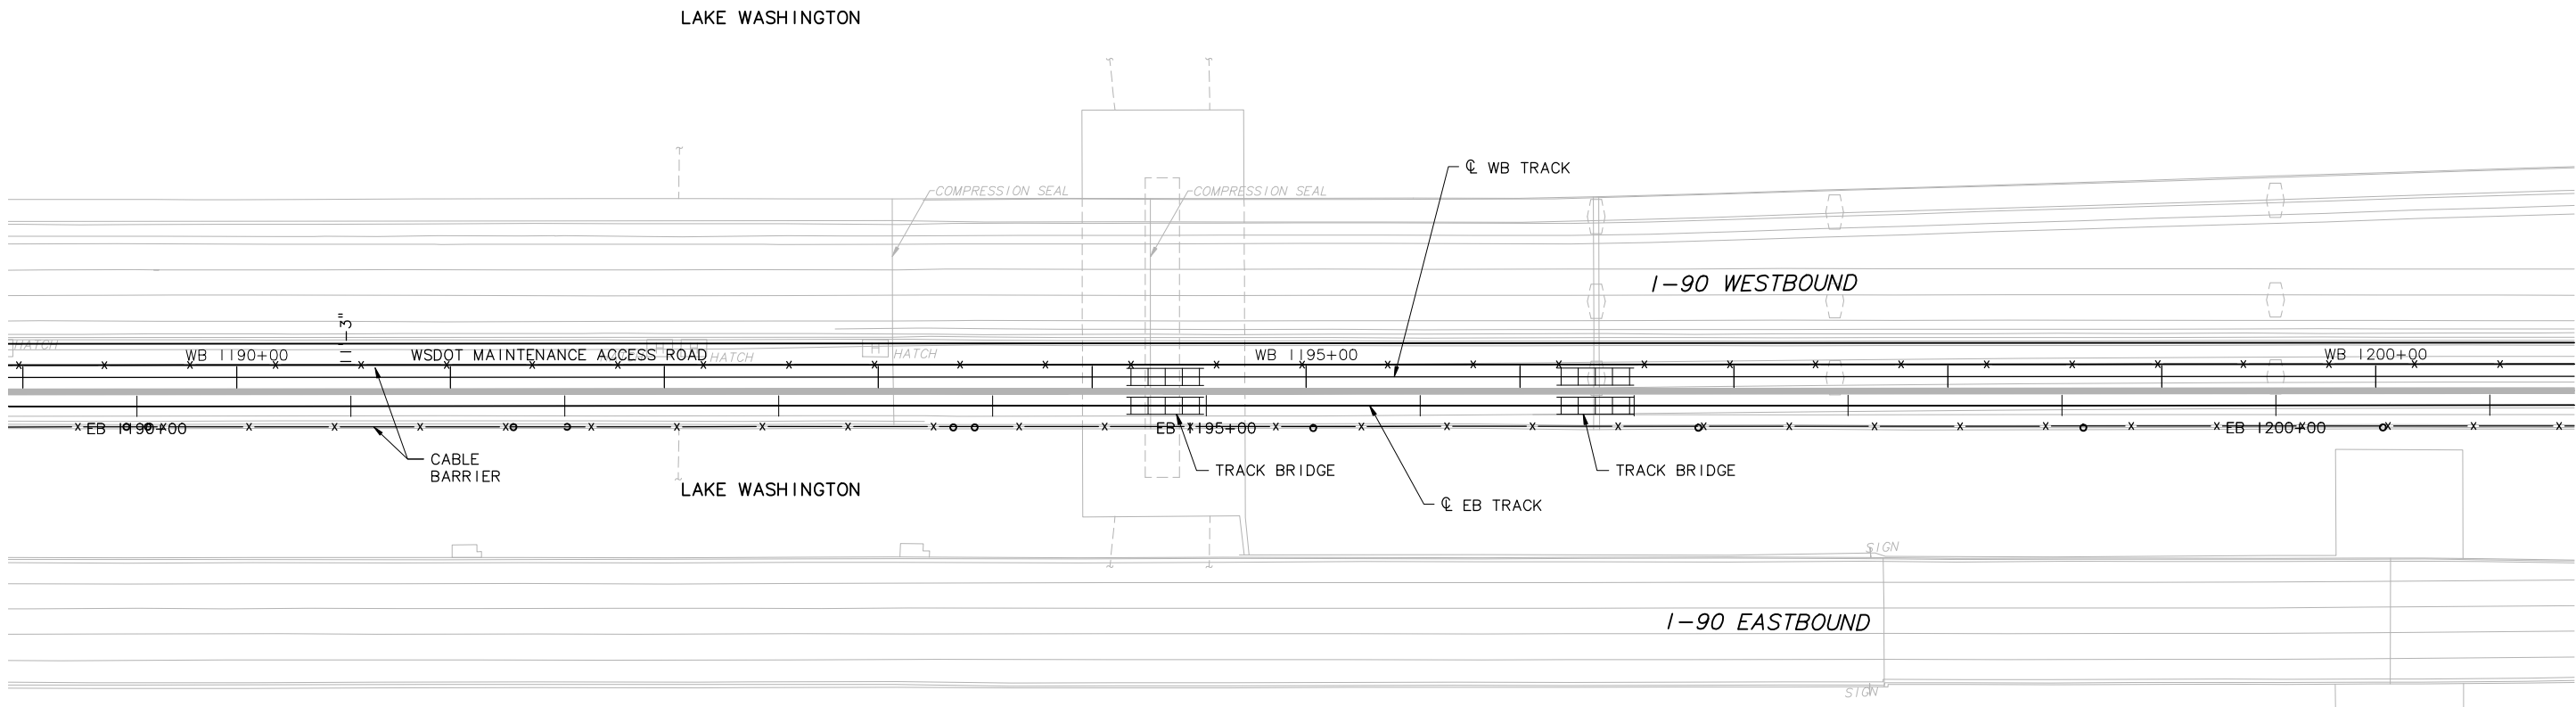 LAKE WASHINGTON
℄ WB TRACK
COMPRESSION SEAL
COMPRESSION SEAL
I-90 WESTBOUND
HATCH
WB 1190+00
WSDOT MAINTENANCE ACCESS ROAD
HATCH
H
HATCH
WB 1195+00
WB 1200+00
EB 1190+00
EB 1195+00
EB 1200+00
CABLE
BARRIER
TRACK BRIDGE
TRACK BRIDGE
LAKE WASHINGTON
℄ EB TRACK
SIGN
I-90 EASTBOUND
SIGN